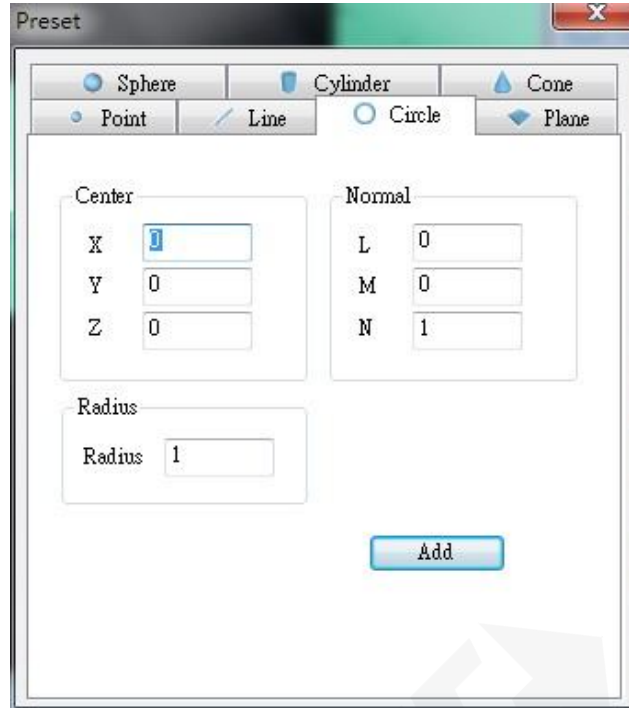 Preset
Sphere Cylinder Cone
Point Line Circle Plane
Center Normal
X 0 L 0
Y 0 M 0
Z 0 N 1
Radius
Radius 1
Add